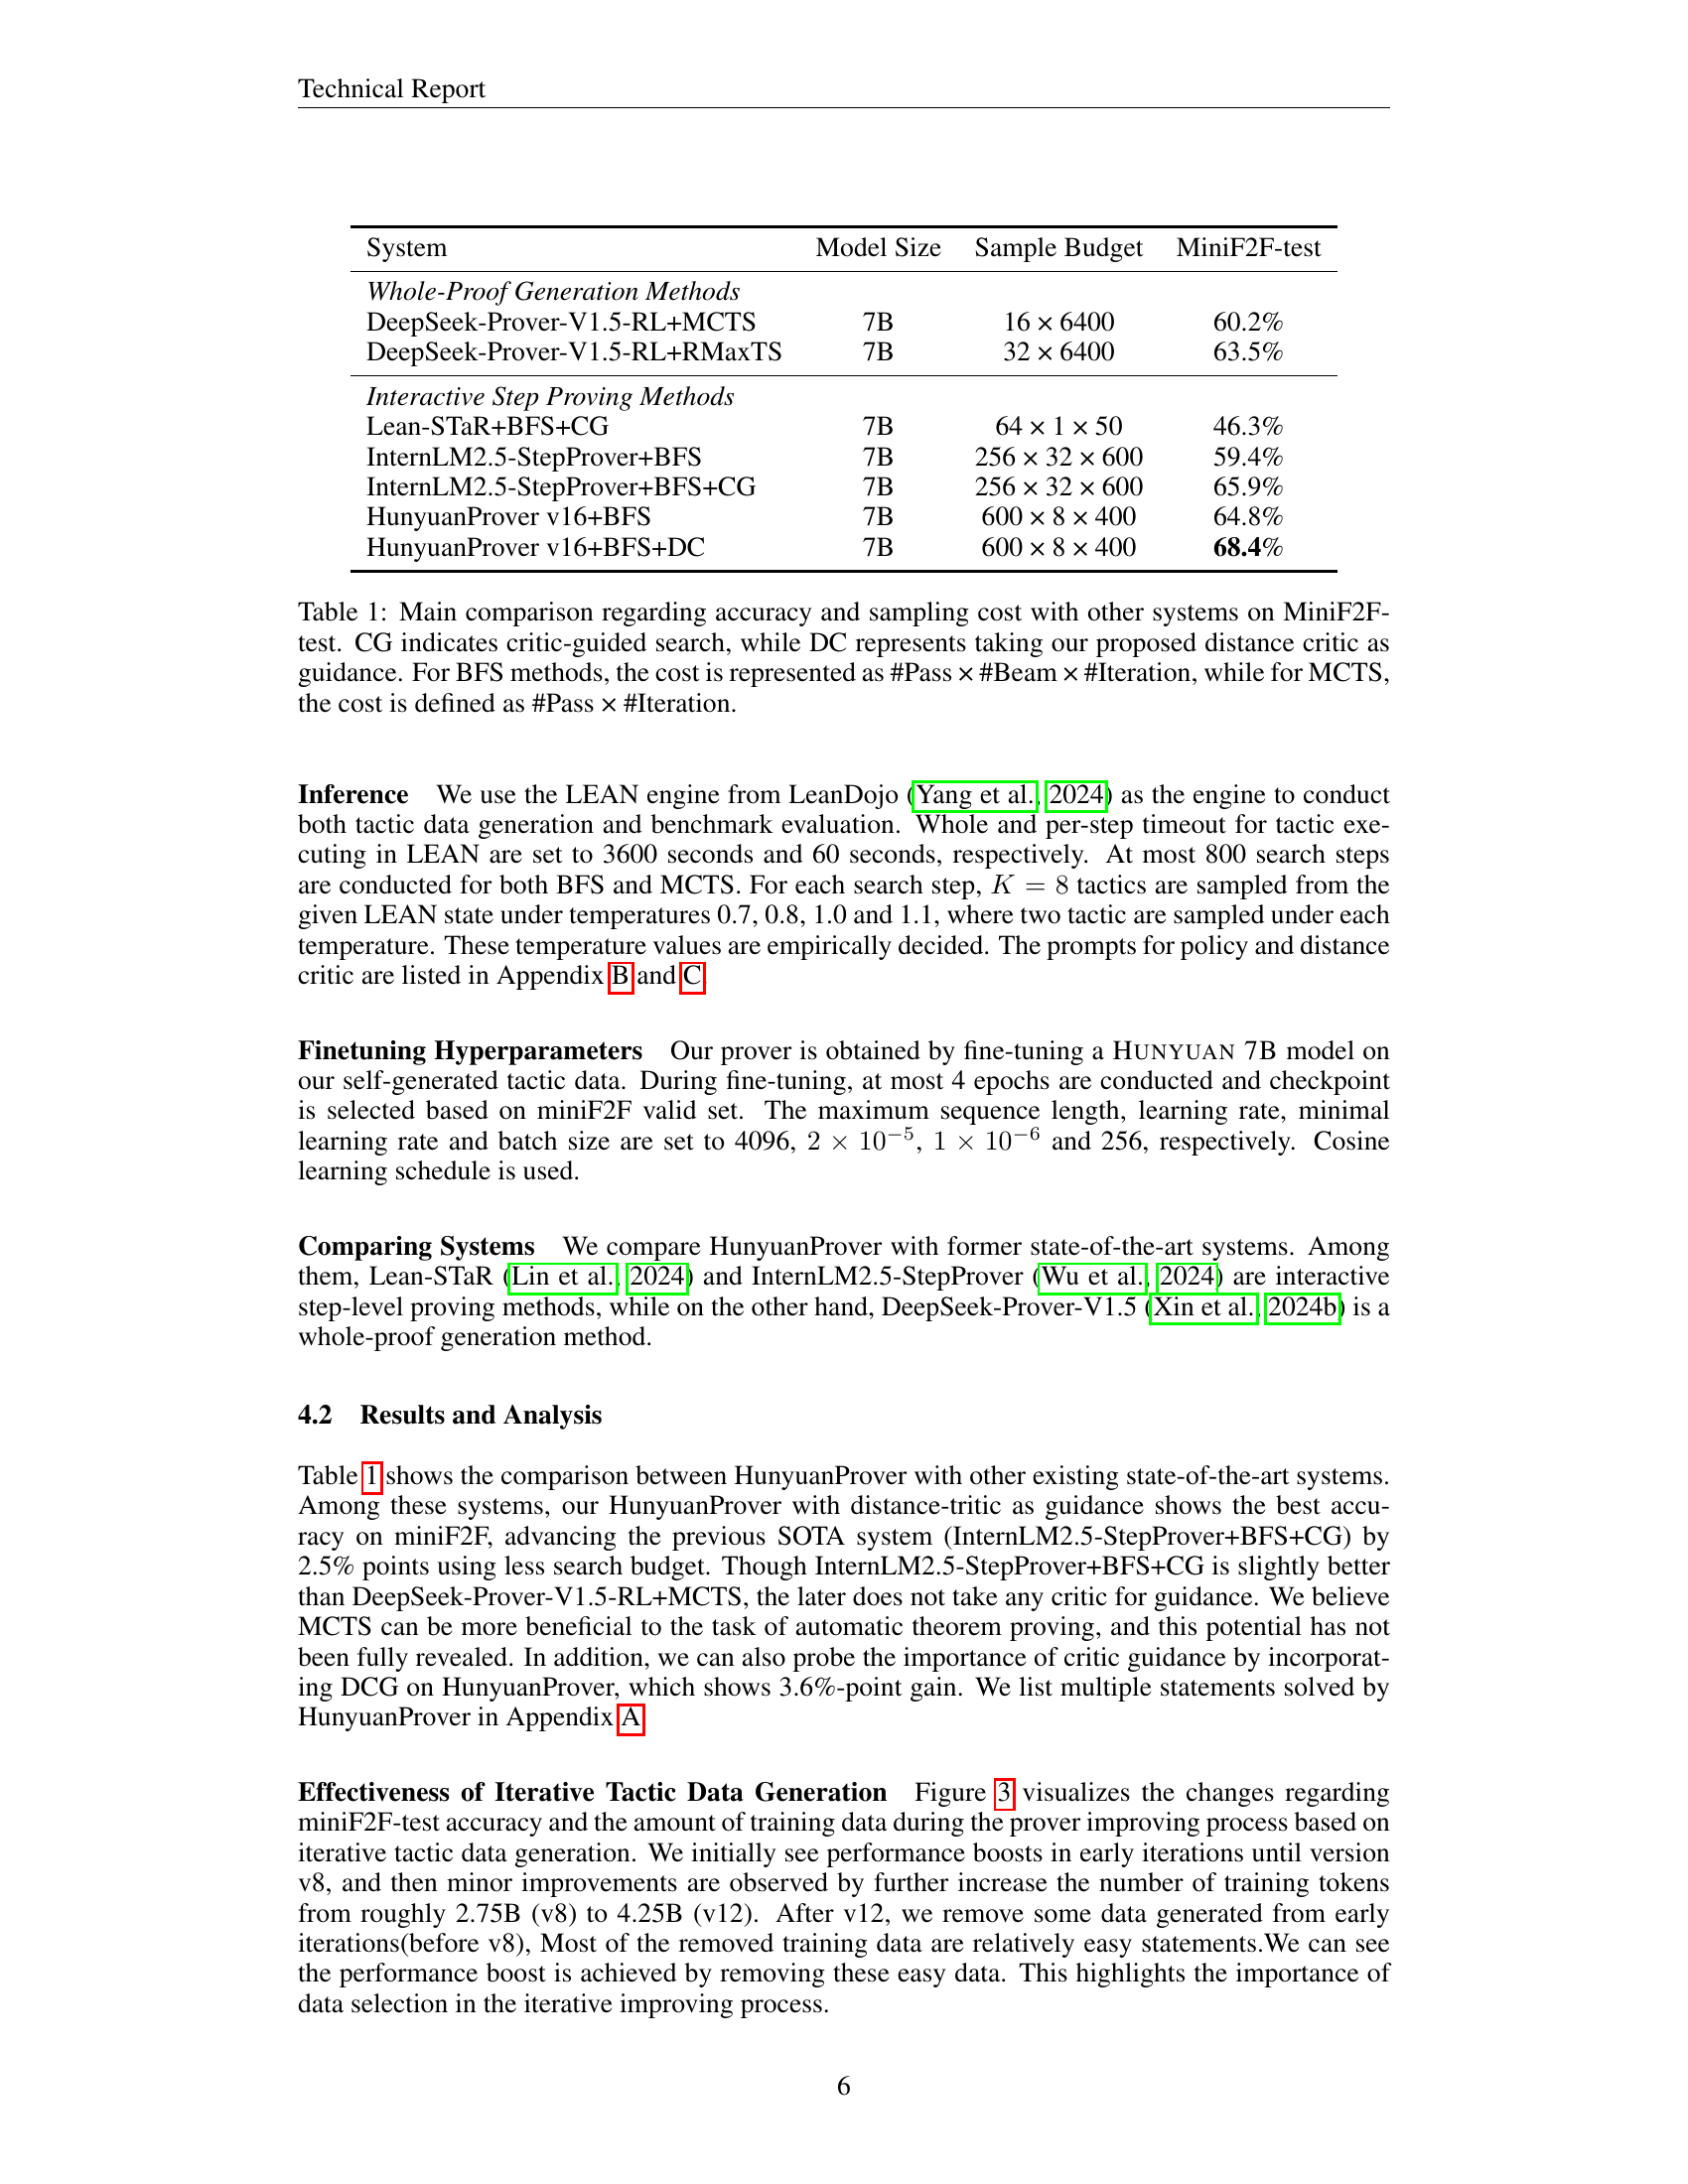 Technical Report
System Model Size Sample Budget MiniF2F-test
Whole-Proof Generation Methods
DeepSeek-Prover-V1.5-RL+MCTS 7B 16 × 6400 60.2%
DeepSeek-Prover-V1.5-RL+RMaxTS 7B 32 × 6400 63.5%
Interactive Step Proving Methods
Lean-STaR+BFS+CG 7B 64 × 1 × 50 46.3%
InternLM2.5-StepProver+BFS 7B 256 × 32 × 600 59.4%
InternLM2.5-StepProver+BFS+CG 7B 256 × 32 × 600 65.9%
HunyuanProver v16+BFS 7B 600 × 8 × 400 64.8%
HunyuanProver v16+BFS+DC 7B 600 × 8 × 400 68.4%
Table 1: Main comparison regarding accuracy and sampling cost with other systems on MiniF2F-
test. CG indicates critic-guided search, while DC represents taking our proposed distance critic as
guidance. For BFS methods, the cost is represented as #Pass × #Beam × #Iteration, while for MCTS,
the cost is defined as #Pass × #Iteration.
Inference We use the LEAN engine from LeanDojo (Yang et al., 2024) as the engine to conduct
both tactic data generation and benchmark evaluation. Whole and per-step timeout for tactic exe-
cuting in LEAN are set to 3600 seconds and 60 seconds, respectively. At most 800 search steps
are conducted for both BFS and MCTS. For each search step, K = 8 tactics are sampled from the
given LEAN state under temperatures 0.7, 0.8, 1.0 and 1.1, where two tactic are sampled under each
temperature. These temperature values are empirically decided. The prompts for policy and distance
critic are listed in Appendix B and C.
Finetuning Hyperparameters Our prover is obtained by fine-tuning a HUNYUAN 7B model on
our self-generated tactic data. During fine-tuning, at most 4 epochs are conducted and checkpoint
is selected based on miniF2F valid set. The maximum sequence length, learning rate, minimal
learning rate and batch size are set to 4096, 2 × 10⁻⁵, 1 × 10⁻⁶ and 256, respectively. Cosine
learning schedule is used.
Comparing Systems We compare HunyuanProver with former state-of-the-art systems. Among
them, Lean-STaR (Lin et al., 2024) and InternLM2.5-StepProver (Wu et al., 2024) are interactive
step-level proving methods, while on the other hand, DeepSeek-Prover-V1.5 (Xin et al., 2024b) is a
whole-proof generation method.
4.2 Results and Analysis
Table 1 shows the comparison between HunyuanProver with other existing state-of-the-art systems.
Among these systems, our HunyuanProver with distance-tritic as guidance shows the best accu-
racy on miniF2F, advancing the previous SOTA system (InternLM2.5-StepProver+BFS+CG) by
2.5% points using less search budget. Though InternLM2.5-StepProver+BFS+CG is slightly better
than DeepSeek-Prover-V1.5-RL+MCTS, the later does not take any critic for guidance. We believe
MCTS can be more beneficial to the task of automatic theorem proving, and this potential has not
been fully revealed. In addition, we can also probe the importance of critic guidance by incorporat-
ing DCG on HunyuanProver, which shows 3.6%-point gain. We list multiple statements solved by
HunyuanProver in Appendix A.
Effectiveness of Iterative Tactic Data Generation Figure 3 visualizes the changes regarding
miniF2F-test accuracy and the amount of training data during the prover improving process based on
iterative tactic data generation. We initially see performance boosts in early iterations until version
v8, and then minor improvements are observed by further increase the number of training tokens
from roughly 2.75B (v8) to 4.25B (v12). After v12, we remove some data generated from early
iterations(before v8), Most of the removed training data are relatively easy statements.We can see
the performance boost is achieved by removing these easy data. This highlights the importance of
data selection in the iterative improving process.
6